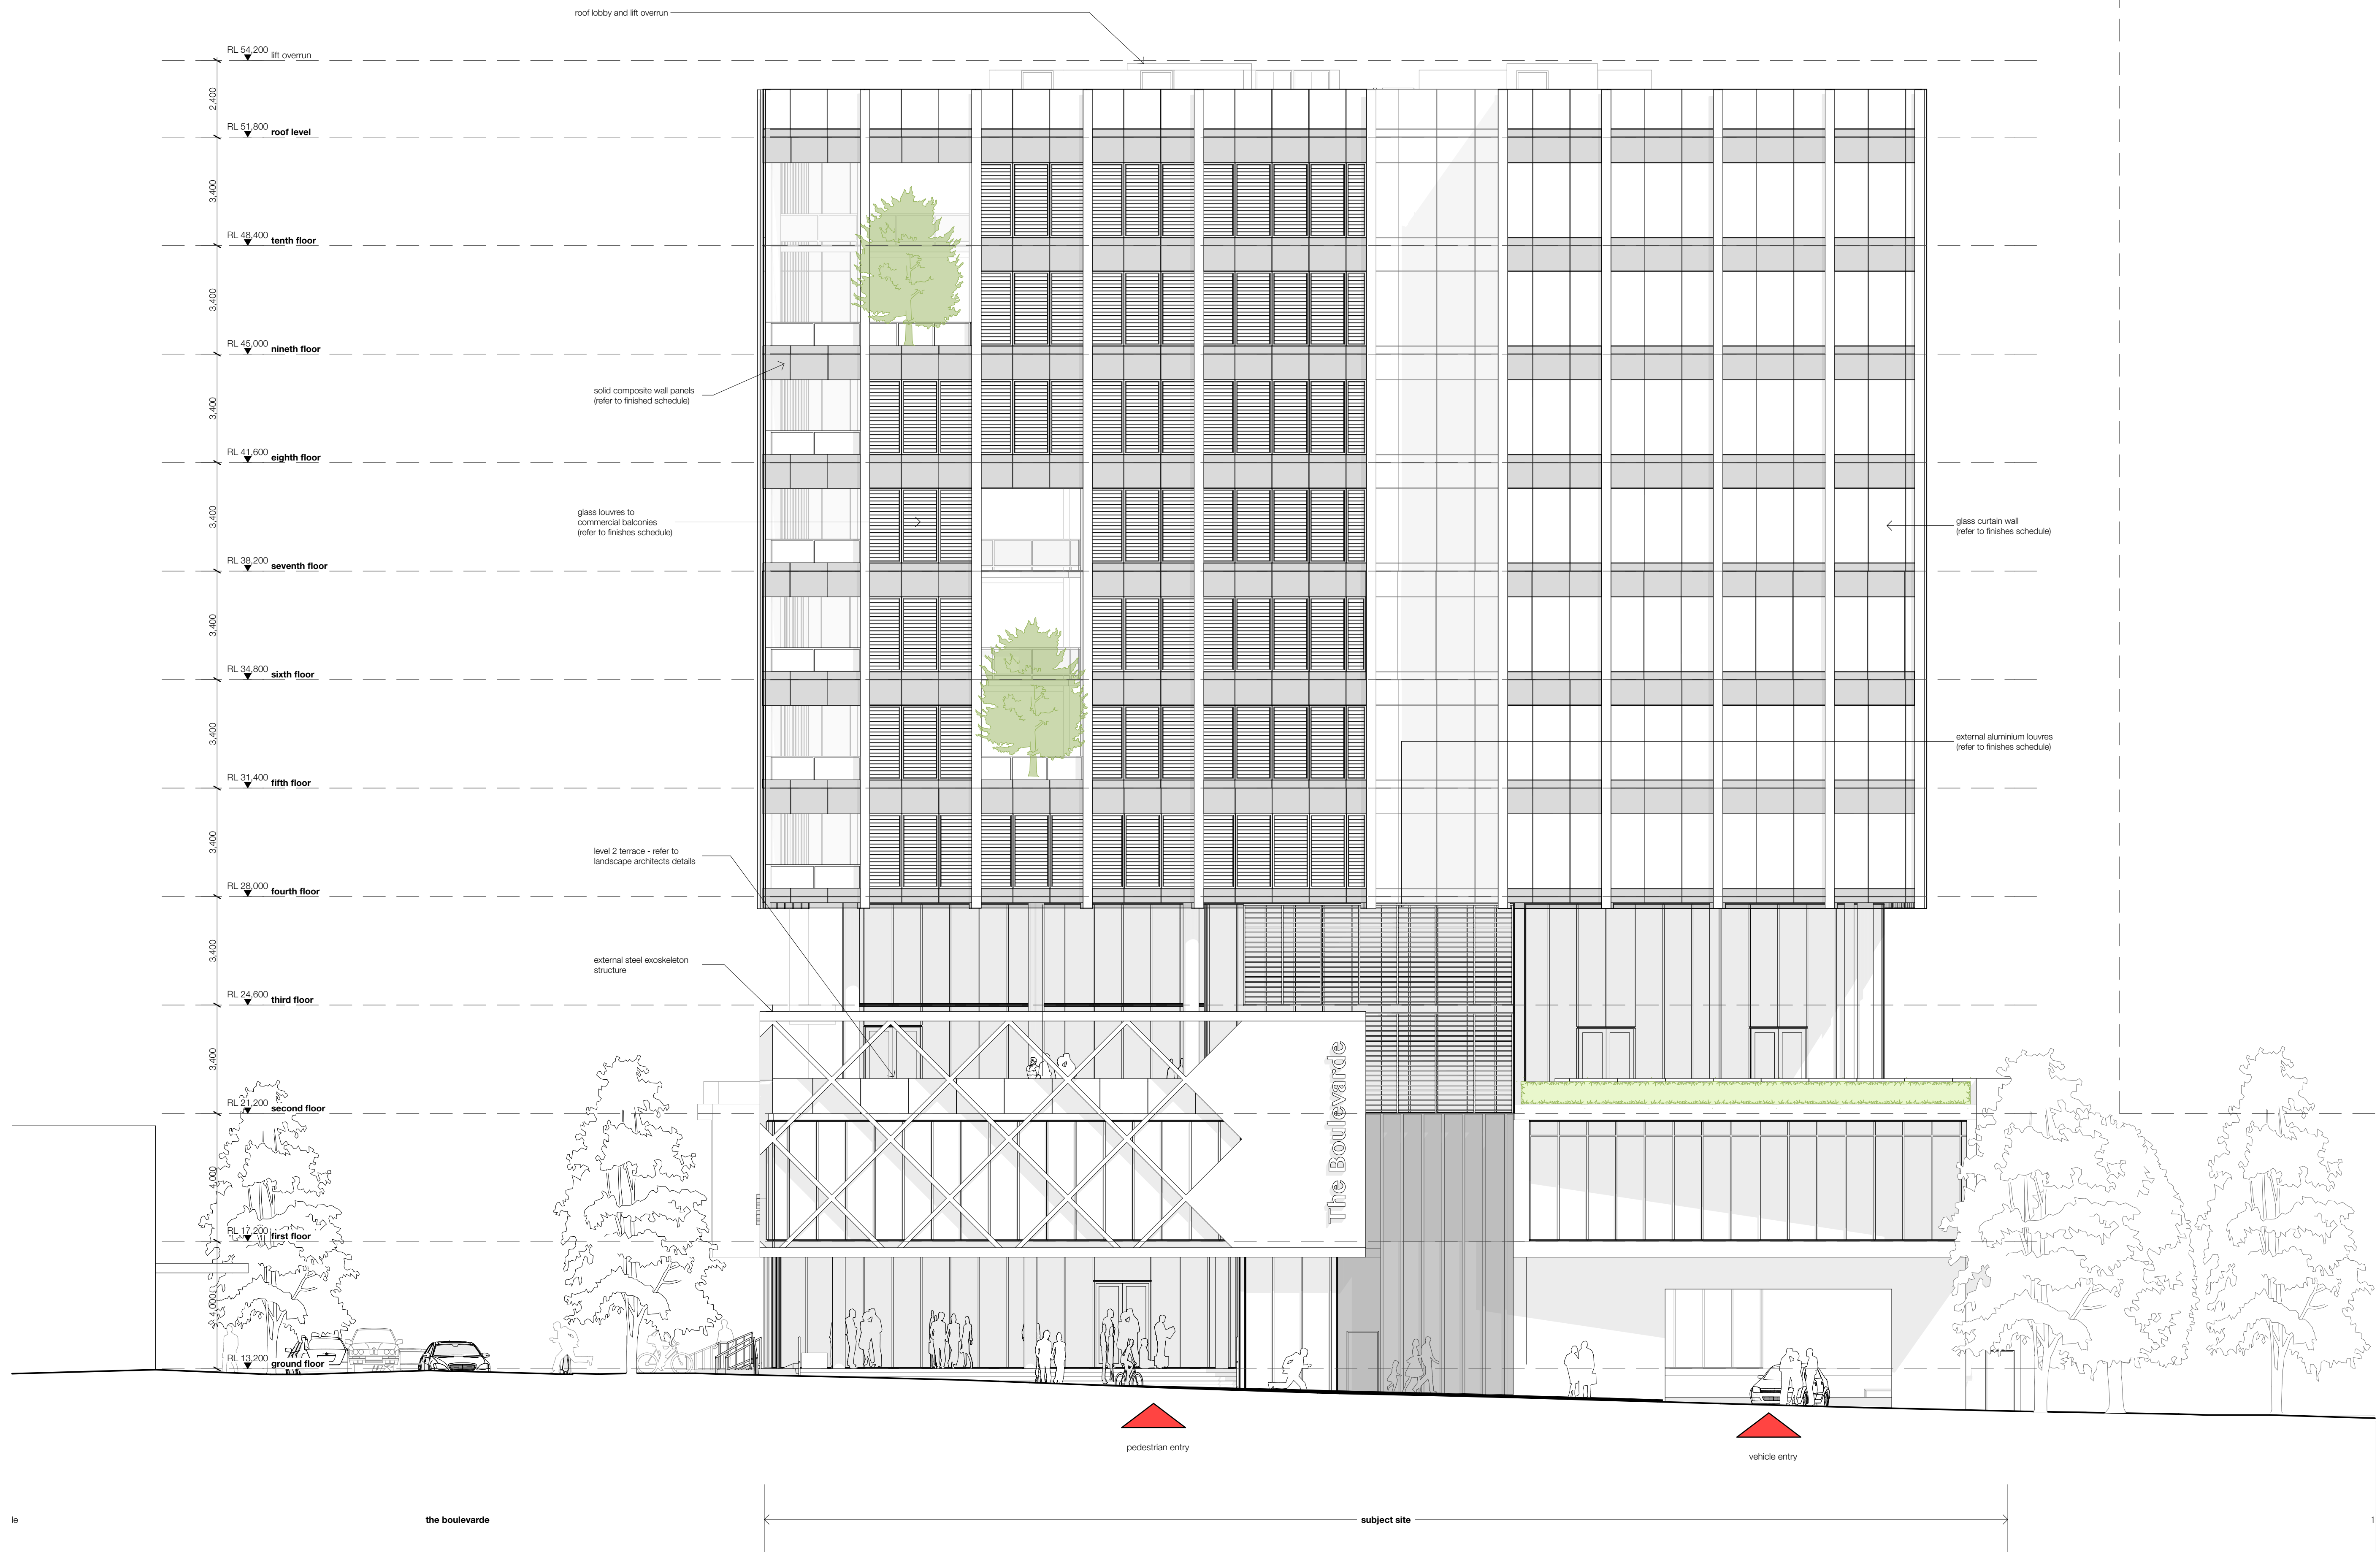 roof lobby and lift overrun
RL 54,200 lift overrun
2,400
RL 51,800 roof level
3,400
RL 48,400 tenth floor
3,400
RL 45,000 nineth floor
solid composite wall panels
(refer to finished schedule)
3,400
RL 41,600 eighth floor
glass louvres to
commercial balconies
(refer to finishes schedule)
glass curtain wall
(refer to finishes schedule)
3,400
RL 38,200 seventh floor
3,400
RL 34,800 sixth floor
3,400
external aluminium louvres
(refer to finishes schedule)
RL 31,400 fifth floor
3,400
level 2 terrace - refer to
landscape architects details
RL 28,000 fourth floor
3,400
external steel exoskeleton
structure
RL 24,600 third floor
3,400
The Boulevarde
RL 21,200 second floor
4,000
RL 17,200 first floor
4,000
RL 13,200 ground floor
pedestrian entry
vehicle entry
le
the boulevarde
subject site
1